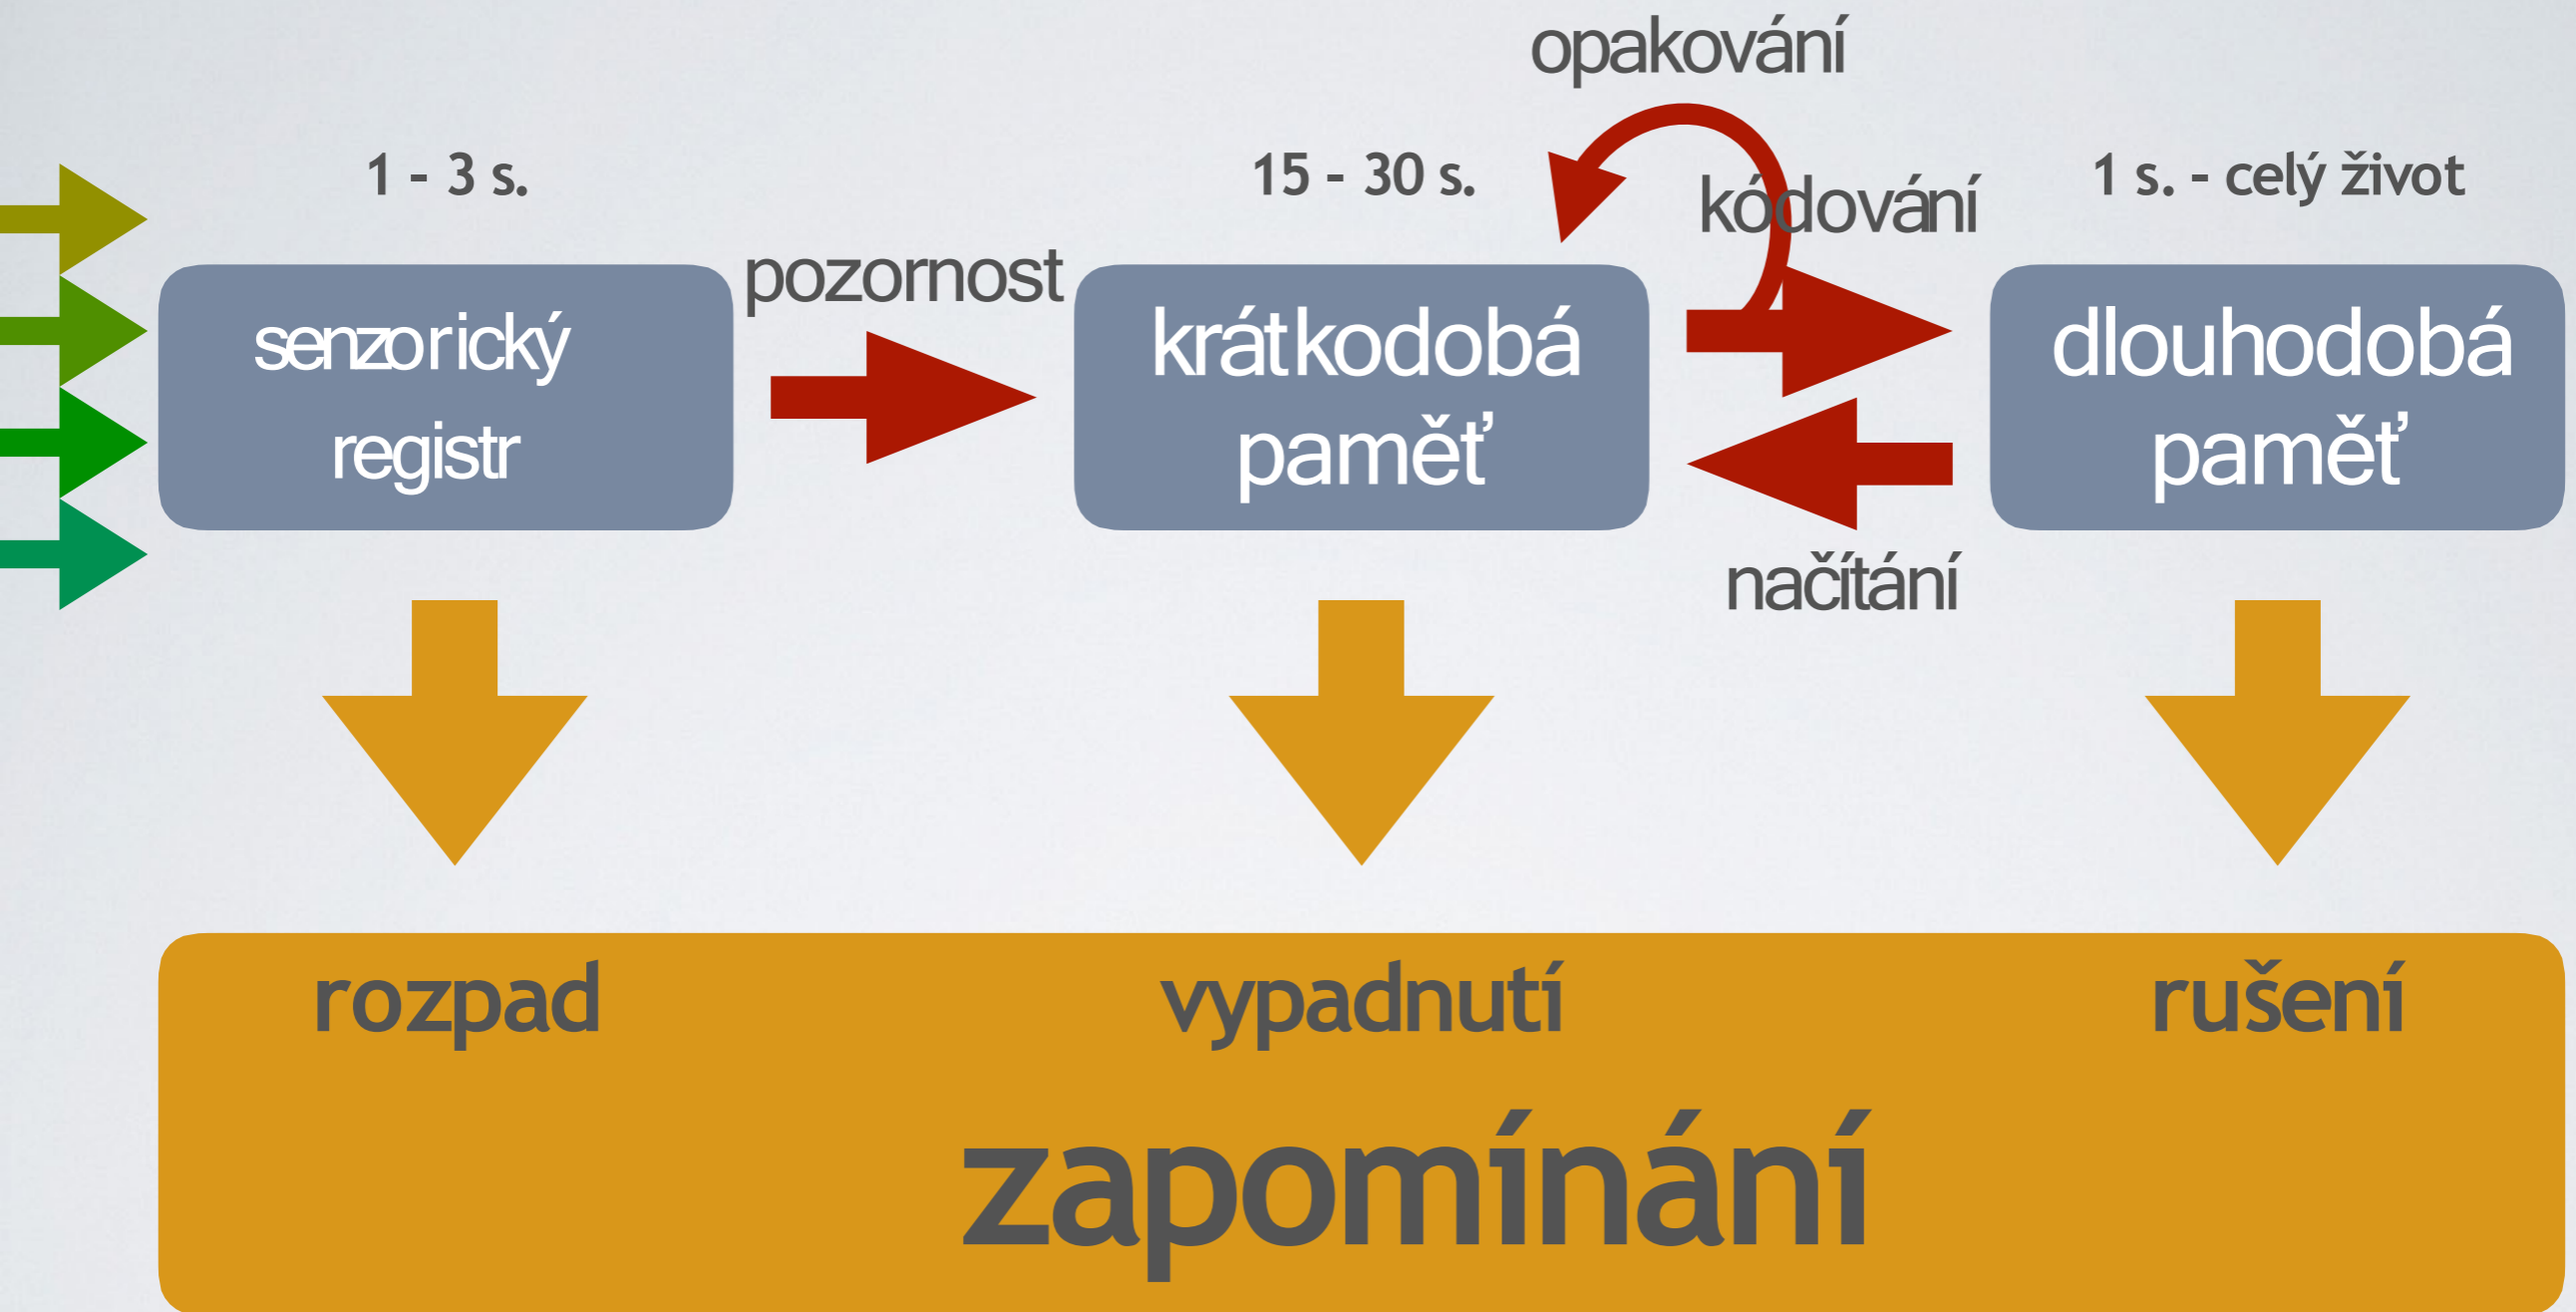 opakování
1 - 3 s.
15 - 30 s.
kódování
1 s. - celý život
pozornost
senzorický
registr
krátkodobá
paměť
dlouhodobá
paměť
načítání
rozpad
vypadnutí
rušení
zapomínání